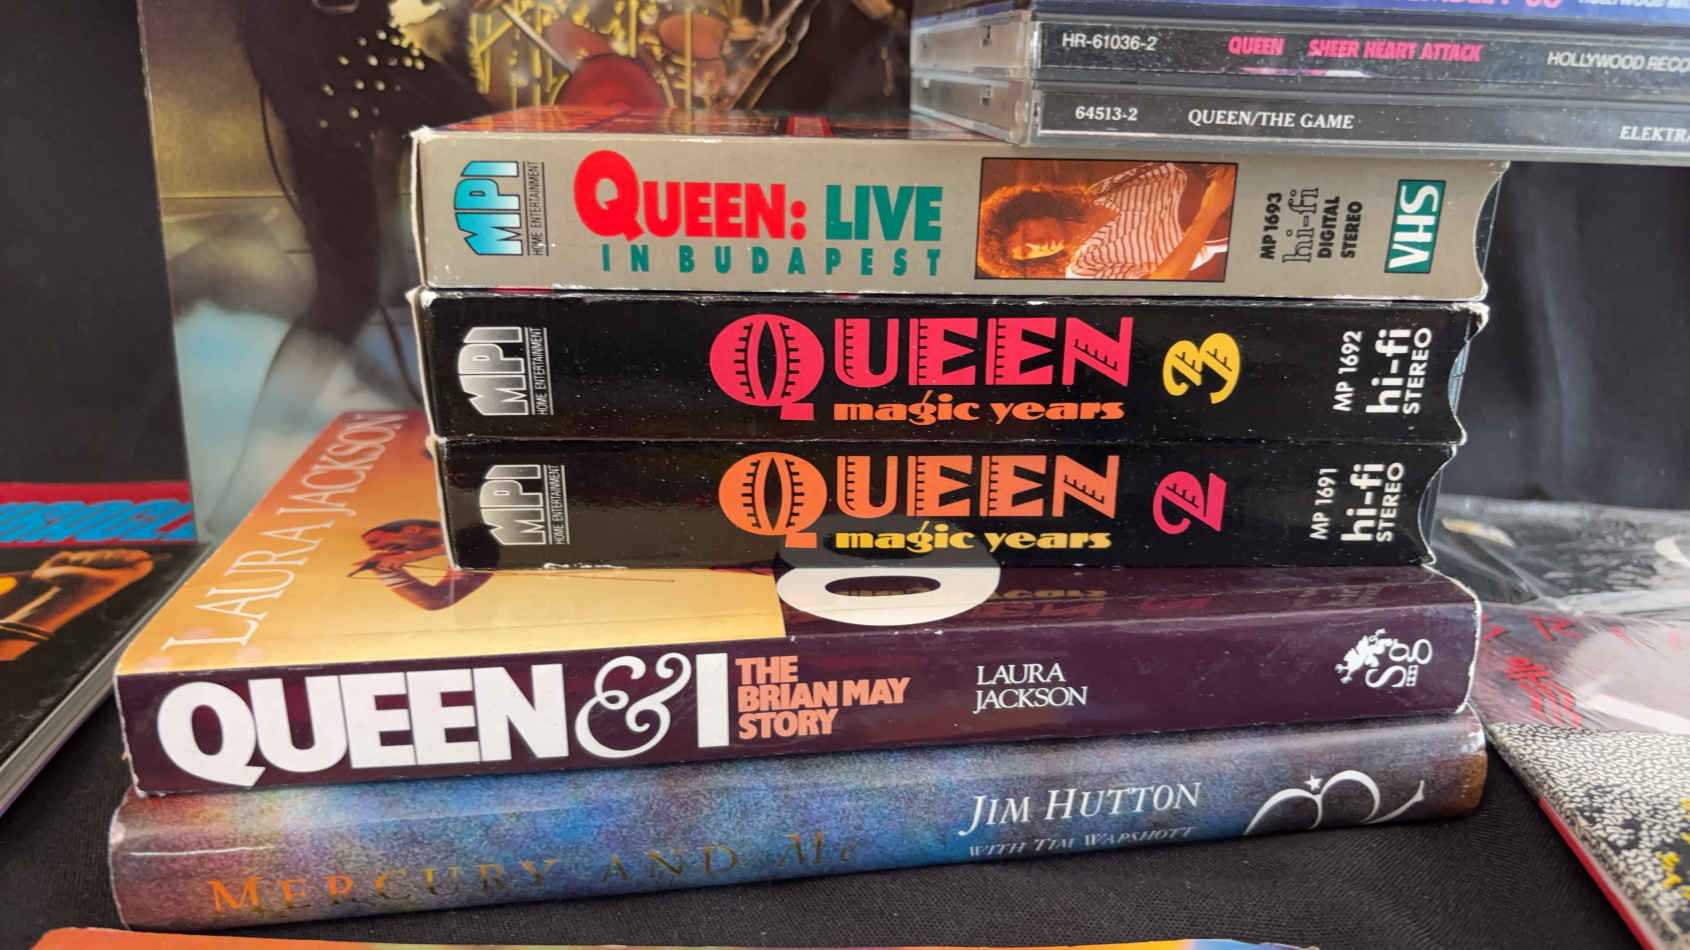 HR-61036-2 QUEEN SHEER HEART ATTACK HOLLYWOOD
64513-2 QUEEN/THE GAME
MPI HOME ENTERTAINMENT
QUEEN: LIVE
IN BUDAPEST
MP1693
hi-fi
DIGITAL
STEREO
VHS
MPI HOME ENTERTAINMENT
QUEEN 3
magic years
MP 1692
hi-fi
STEREO
MPI HOME ENTERTAINMENT
QUEEN 2
magic years
MP 1691
hi-fi
STEREO
LAURA JACKSON
QUEEN & I
THE
BRIAN MAY
STORY
LAURA
JACKSON
JIM HUTTON
WITH TIM WAPSHOTT
MERCURY AND ME